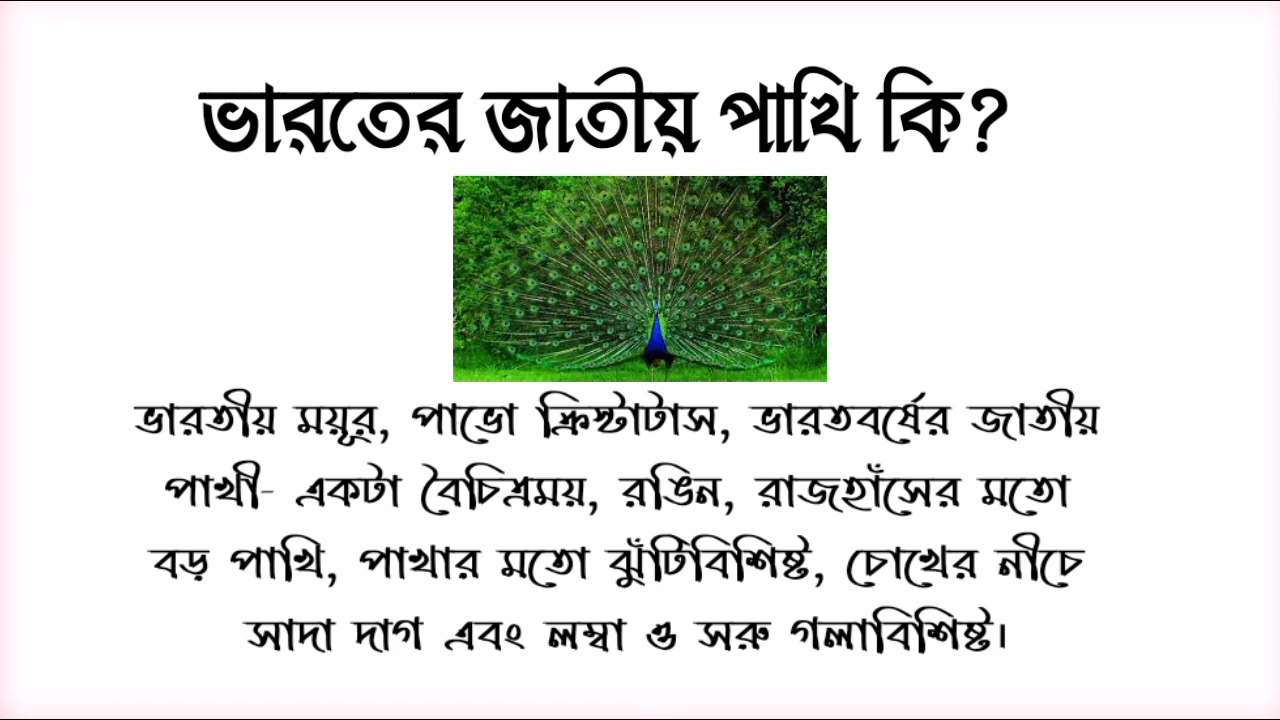 ভারতের জাতীয় পাখি কি?
ভারতীয় ময়ূর, পাভো ক্রিস্টাটাস, ভারতবর্ষের জাতীয়
পাখী- একটা বৈচিত্রময়, রঙিন, রাজহাঁসের মতো
বড় পাখি, পাখার মতো ঝুঁটিবিশিষ্ট, চোখের নীচে
সাদা দাগ এবং লম্বা ও সরু গলাবিশিষ্ট।